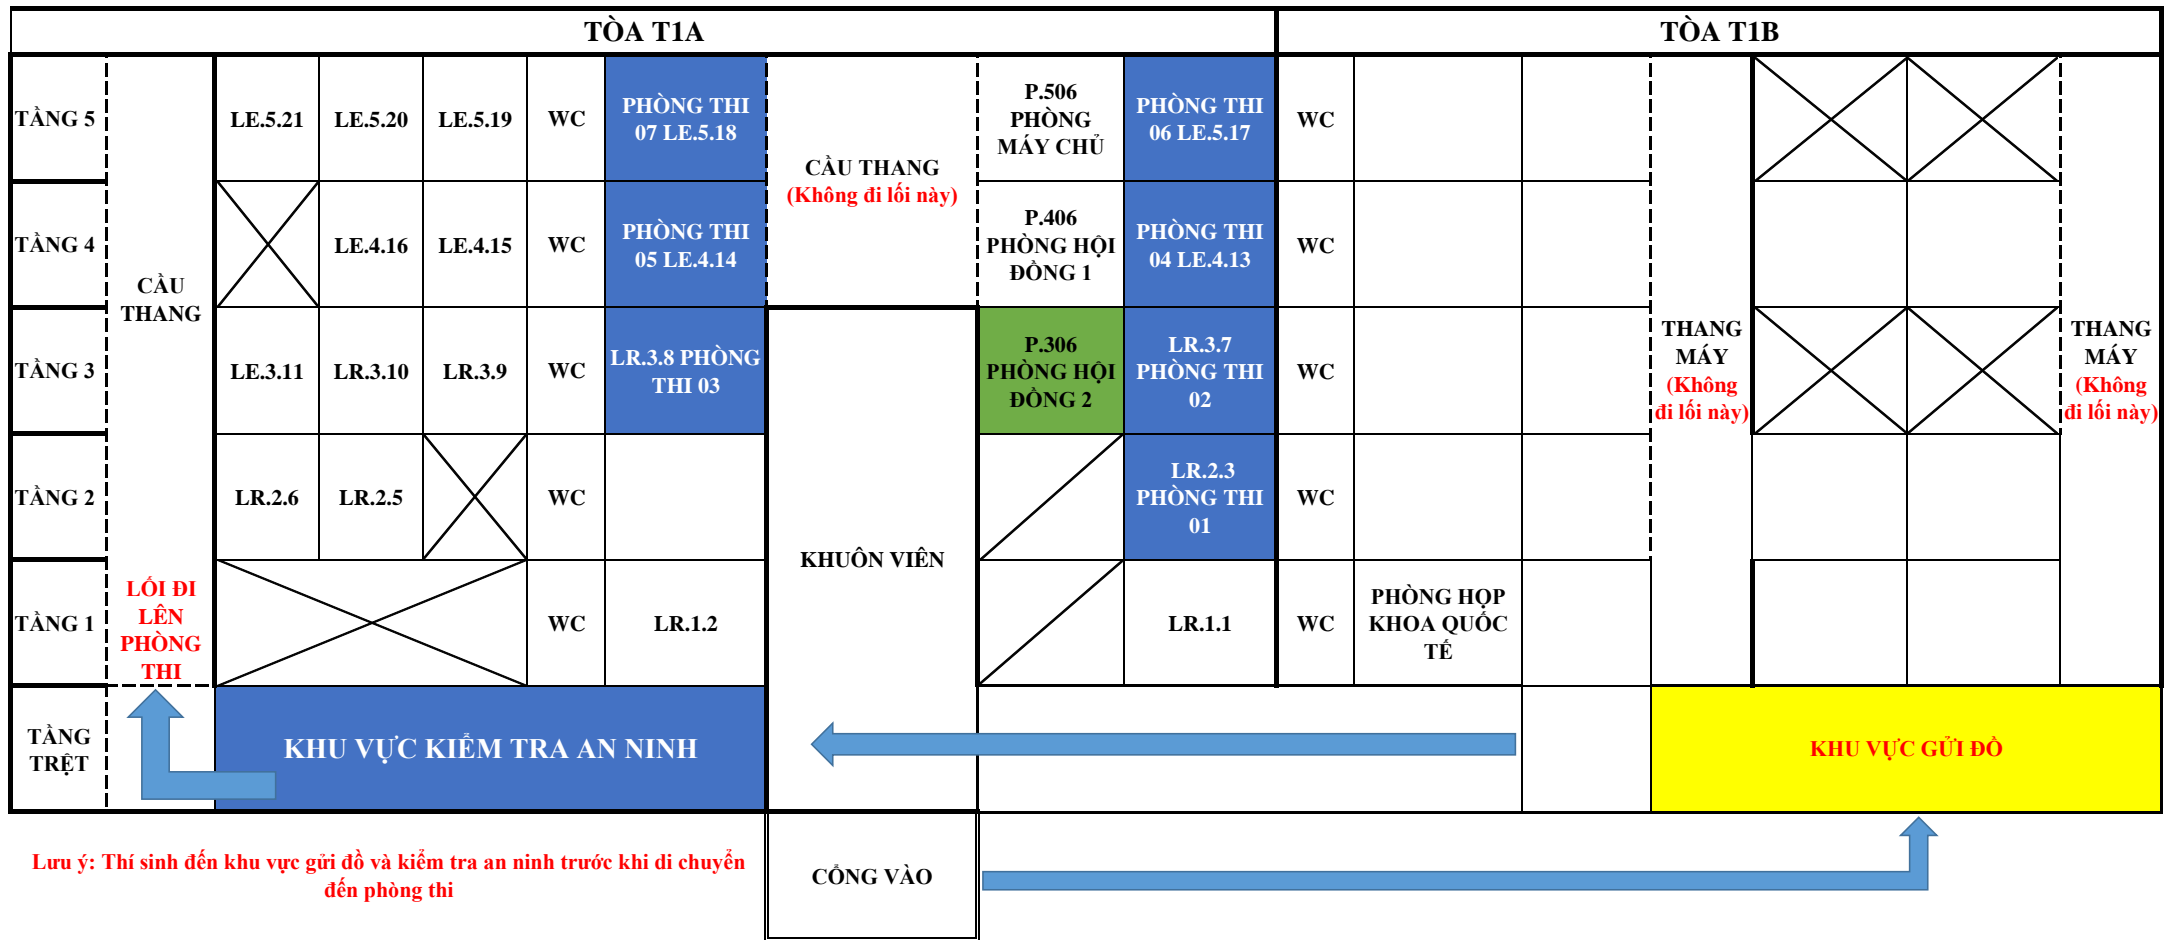 TÒA T1A
TÒA T1B
TẦNG 5
LE.5.21
LE.5.20
LE.5.19
WC
PHÒNG THI
07 LE.5.18
CẦU THANG
(Không đi lối này)
P.506
PHÒNG
MÁY CHỦ
PHÒNG THI
06 LE.5.17
WC
TẦNG 4
LE.4.16
LE.4.15
WC
PHÒNG THI
05 LE.4.14
P.406
PHÒNG HỘI
ĐỒNG 1
PHÒNG THI
04 LE.4.13
WC
CẦU
THANG
TẦNG 3
LE.3.11
LR.3.10
LR.3.9
WC
LR.3.8 PHÒNG
THI 03
P.306
PHÒNG HỘI
ĐỒNG 2
LR.3.7
PHÒNG THI
02
WC
THANG
MÁY
(Không
đi lối này)
THANG
MÁY
(Không
đi lối này)
TẦNG 2
LR.2.6
LR.2.5
WC
LR.2.3
PHÒNG THI
01
WC
KHUÔN VIÊN
LỐI ĐI
LÊN
PHÒNG
THI
TẦNG 1
WC
LR.1.2
LR.1.1
WC
PHÒNG HỌP
KHOA QUỐC
TẾ
TẦNG
TRỆT
KHU VỰC KIỂM TRA AN NINH
KHU VỰC GỬI ĐỒ
Lưu ý: Thí sinh đến khu vực gửi đồ và kiểm tra an ninh trước khi di chuyển
đến phòng thi
CỔNG VÀO